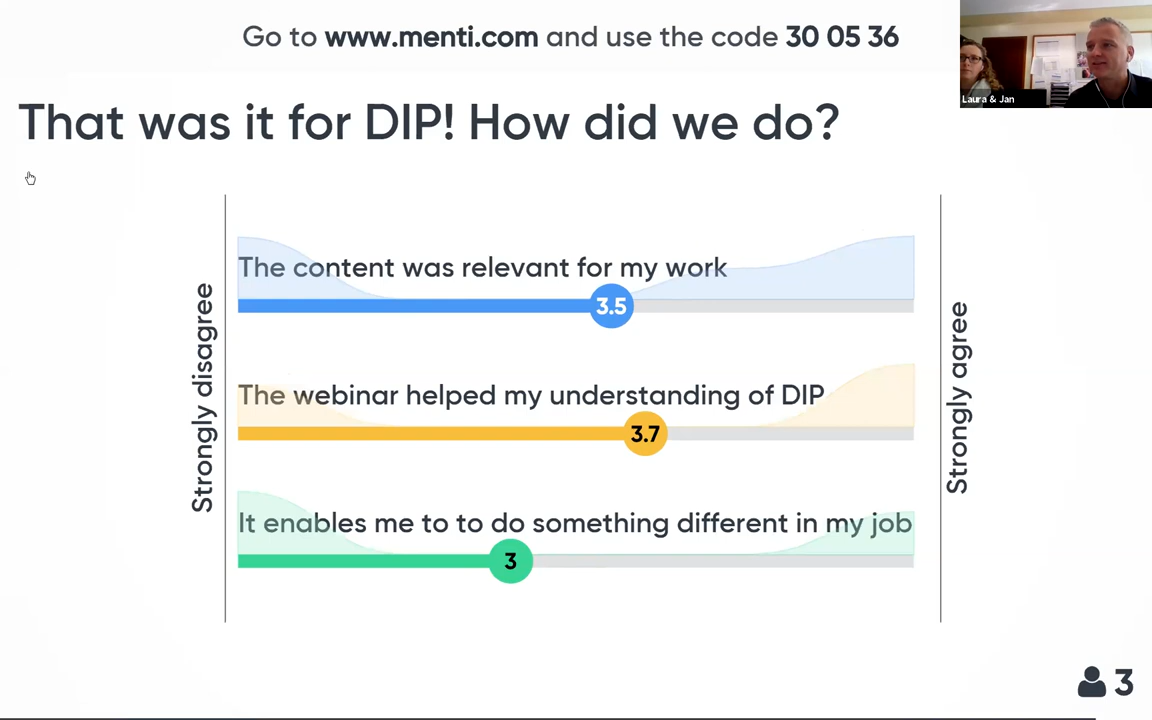 Go to www.menti.com and use the code 30 05 36
Laura & Jan
That was it for DIP! How did we do?
Strongly disagree
The content was relevant for my work
3.5
The webinar helped my understanding of DIP
3.7
It enables me to to do something different in my job
3
Strongly agree
3